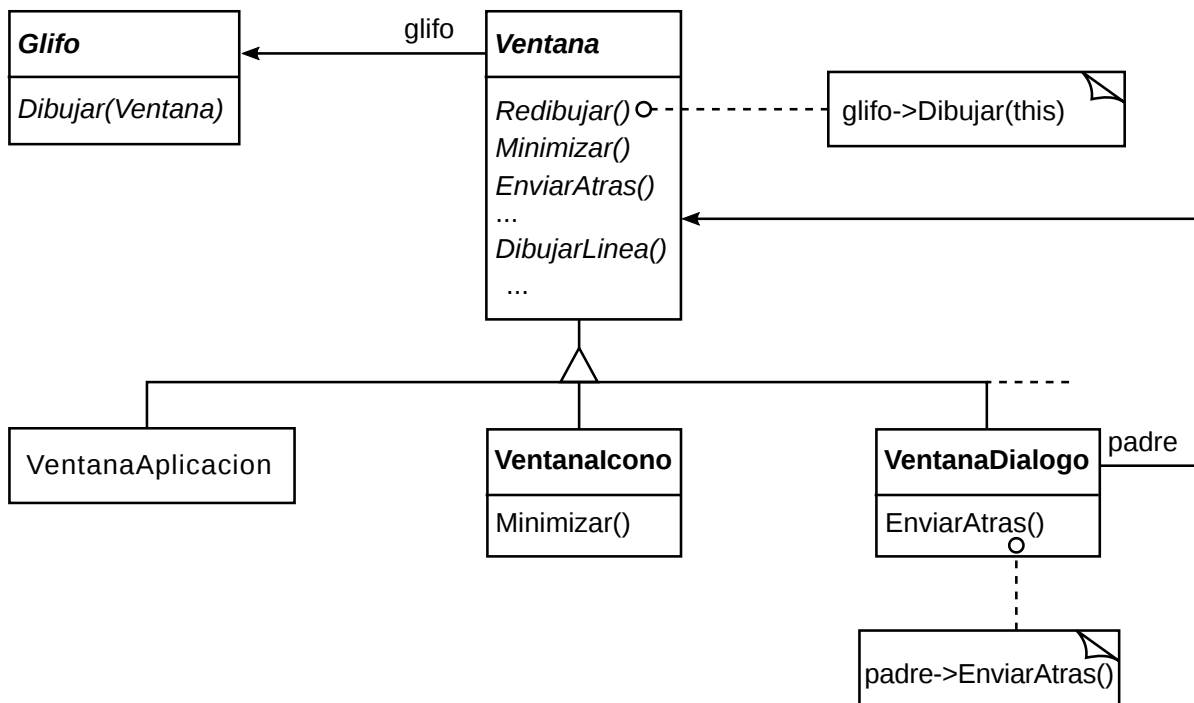 Glifo
Dibujar(Ventana)
glifo
Ventana
Redibujar()
Minimizar()
EnviarAtras()
...
DibujarLinea()
...
glifo->Dibujar(this)
VentanaAplicacion
VentanaIcono
Minimizar()
VentanaDialogo
EnviarAtras()
padre
padre->EnviarAtras()